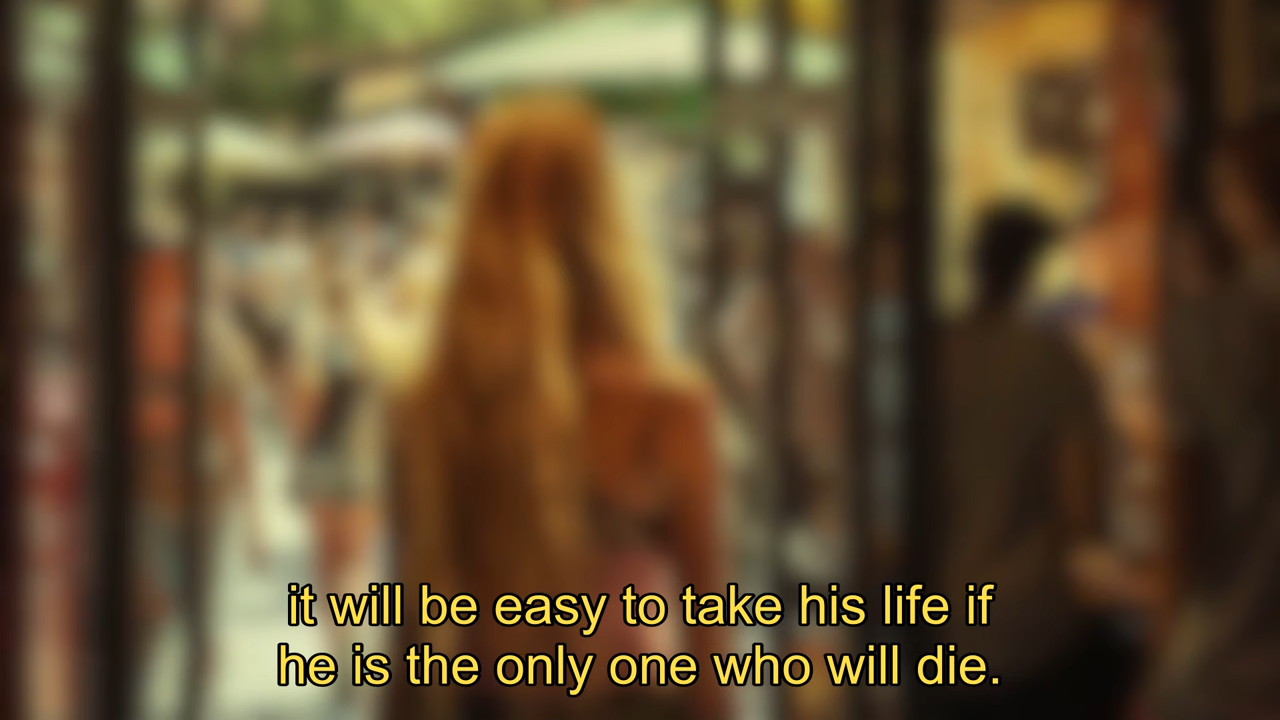 it will be easy to take his life if
he is the only one who will die.